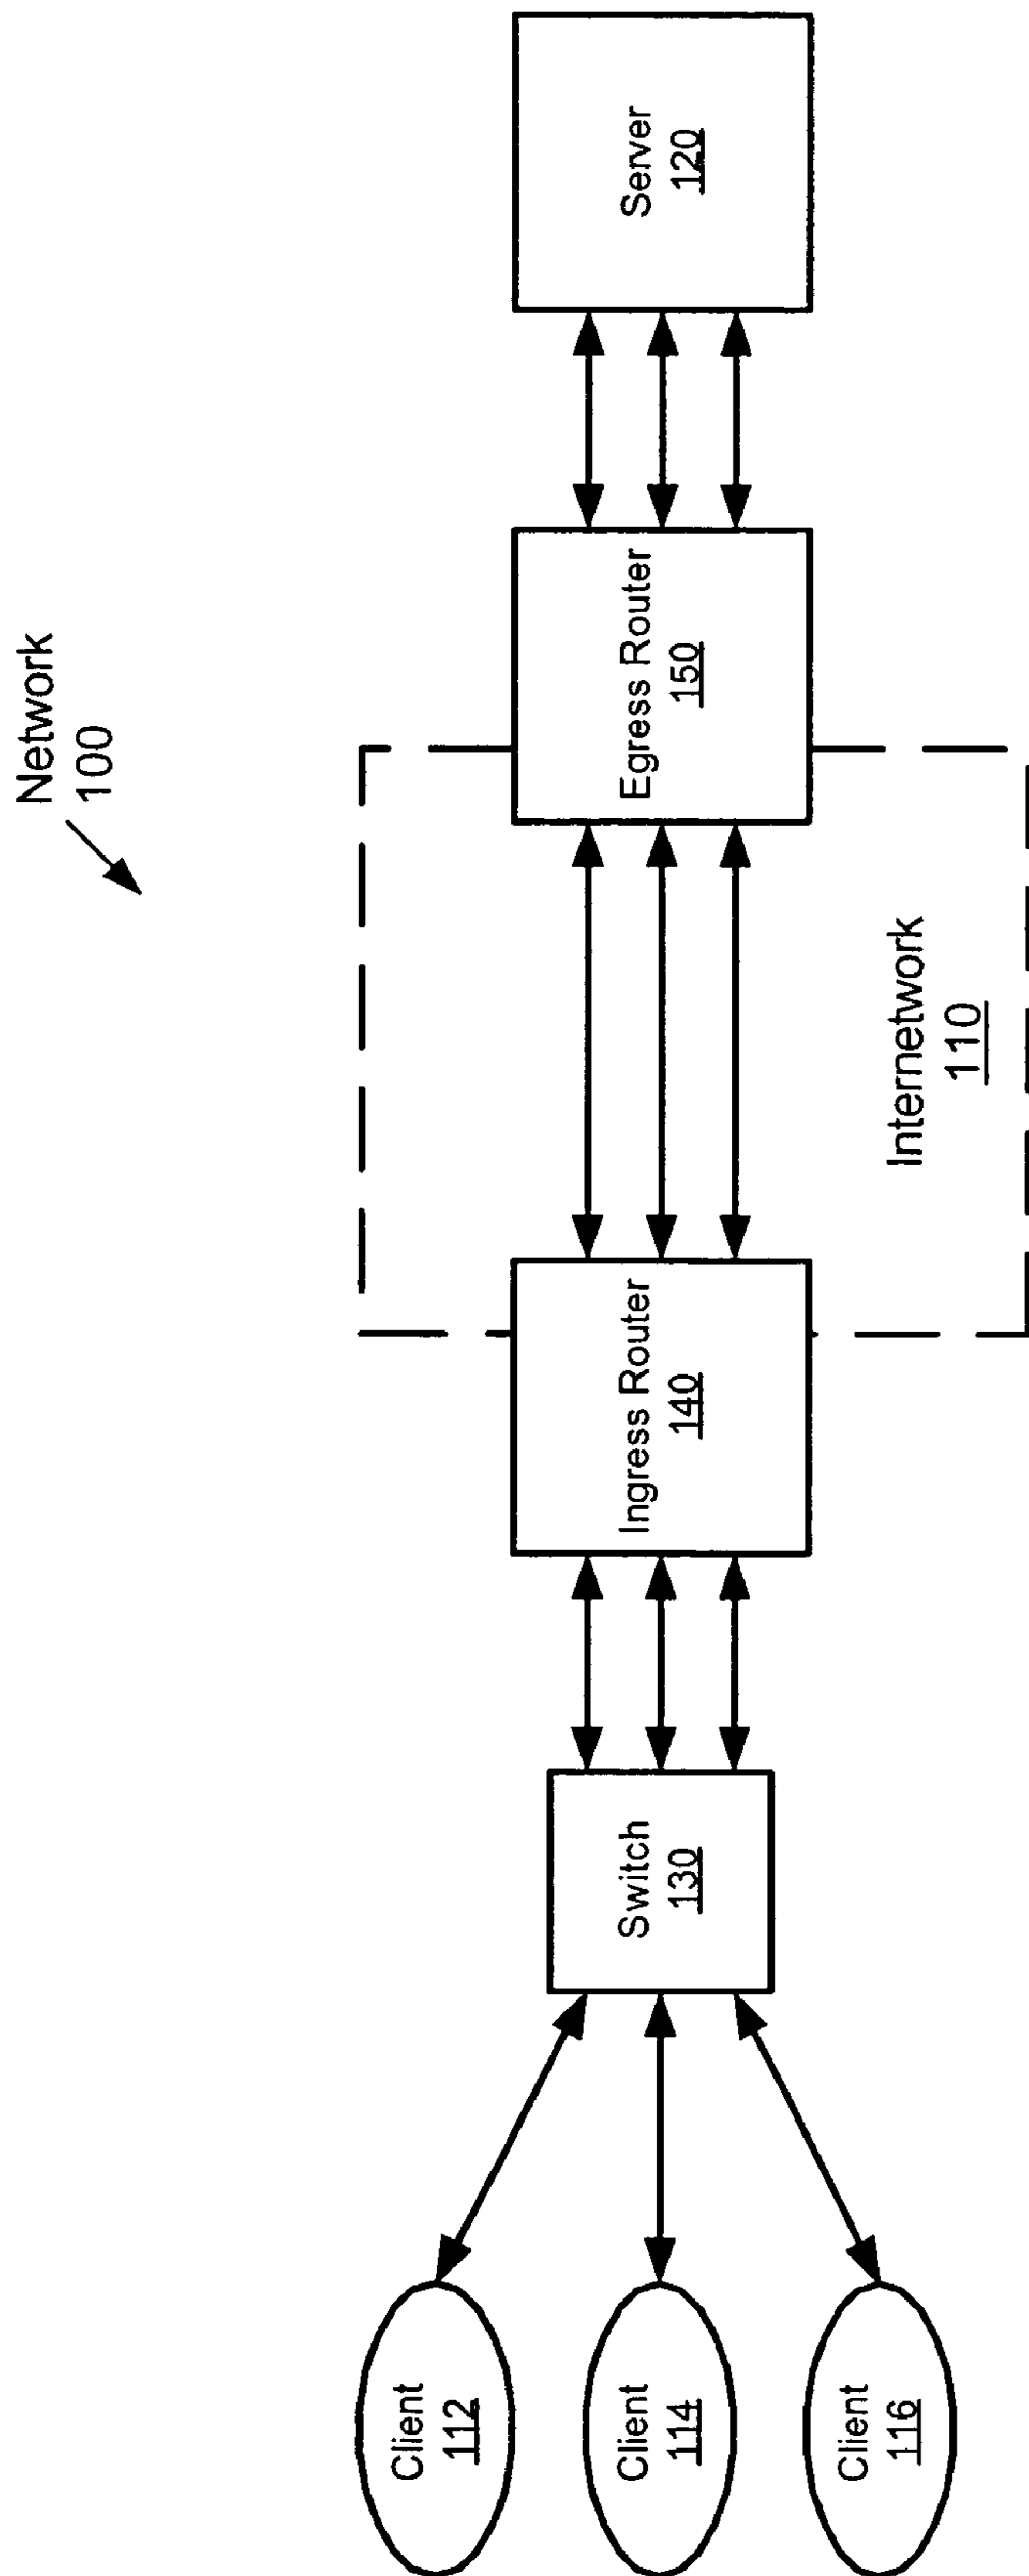 Network
100
Client
112
Client
114
Client
116
Switch
130
Ingress Router
140
Internetwork
110
Egress Router
150
Server
120